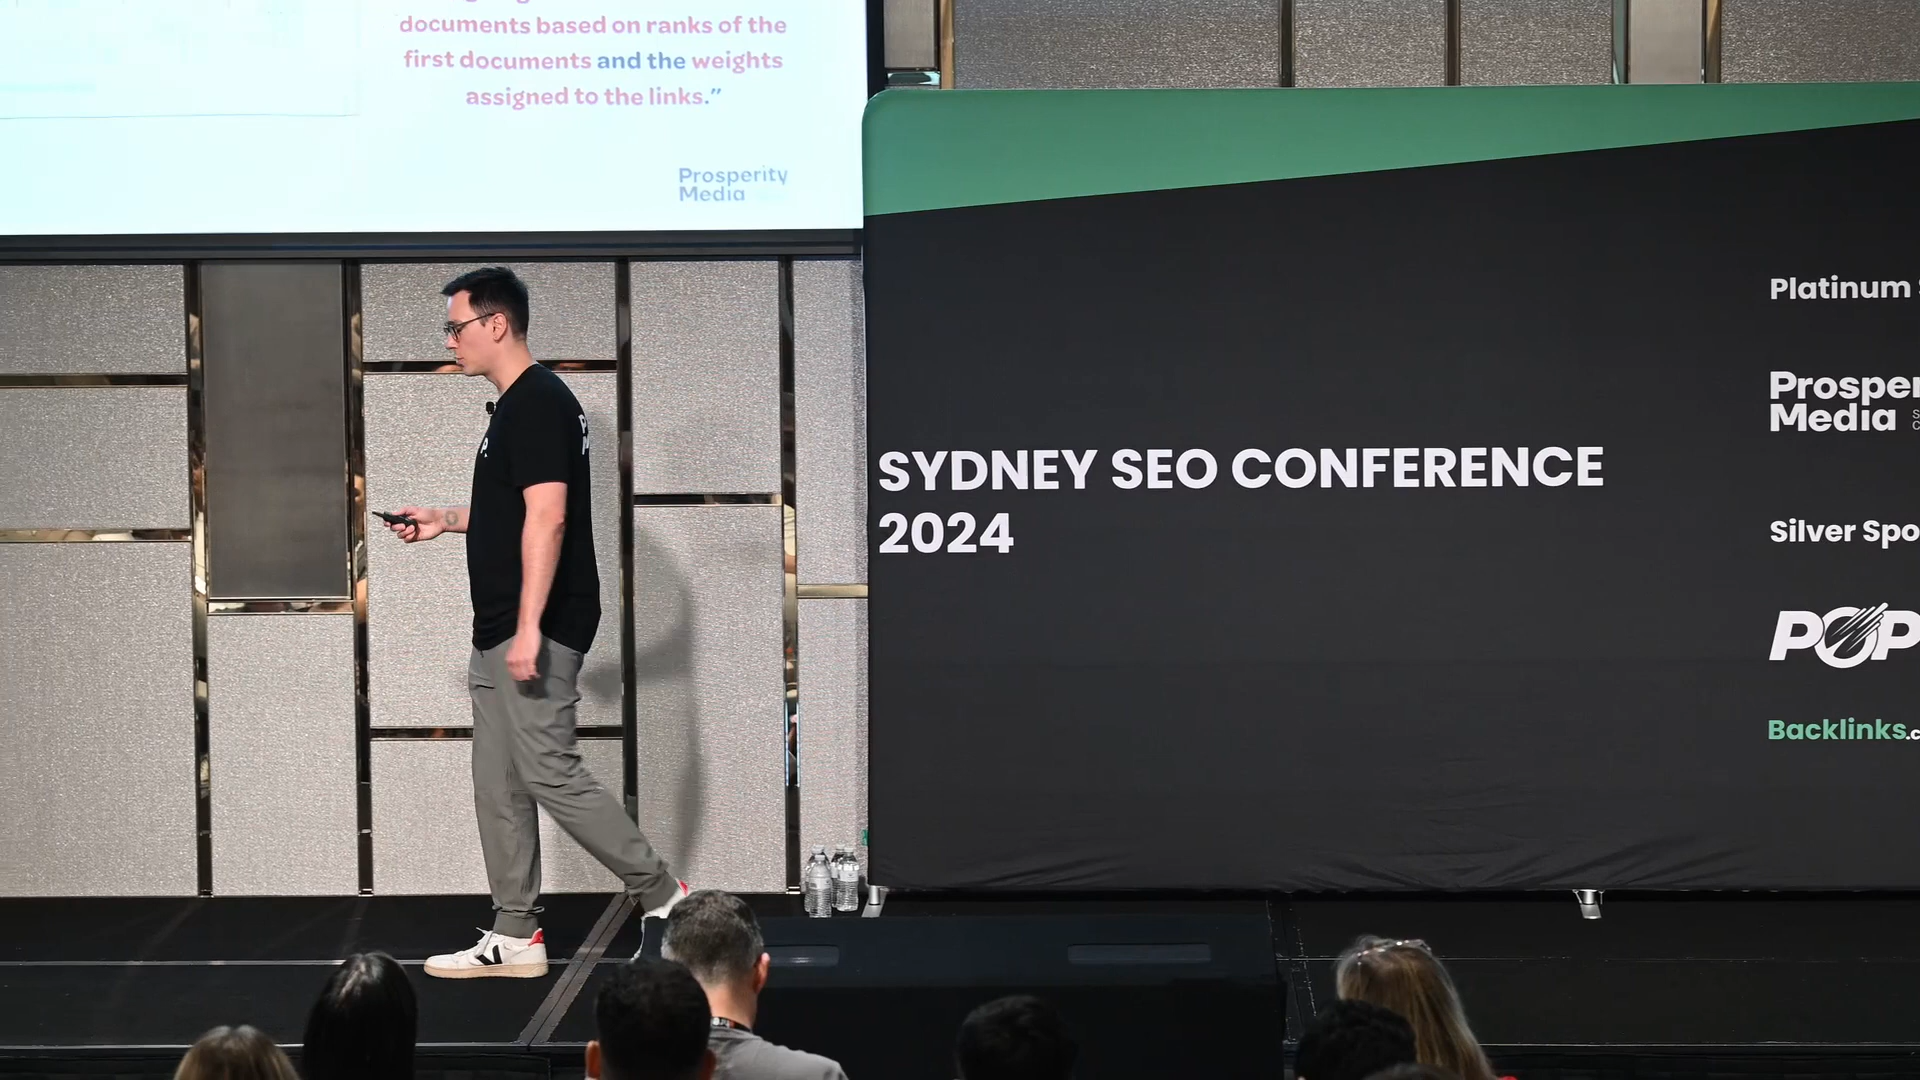 documents based on ranks of the
first documents and the weights
assigned to the links.”
Prosperity
Media
SYDNEY SEO CONFERENCE
2024
Platinum
Prosper
Media
Silver Spo
POP
Backlinks.c